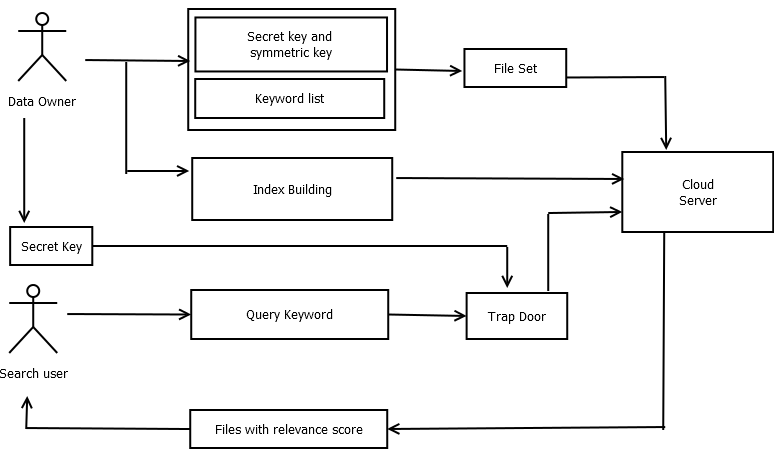 Secret key and
symmetric key
File Set
Data Owner
Keyword list
Index Building
Cloud
Server
Secret Key
Query Keyword
Trap Door
Search user
Files with relevance score